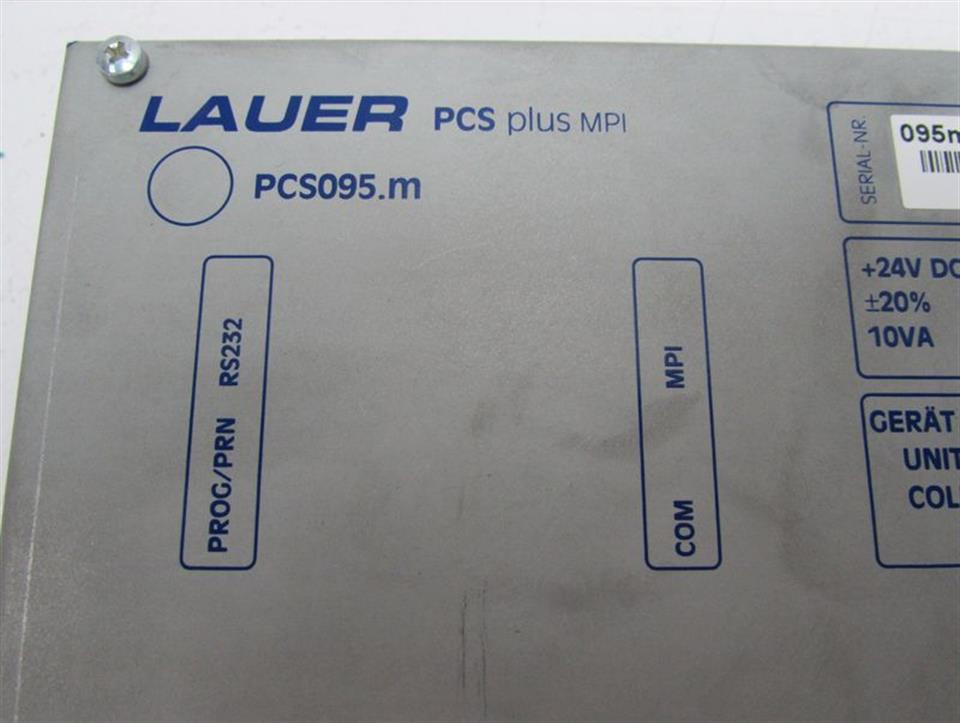 LAUER PCS plus MPI
PCS095.m
PROG/PRN RS232
COM MPI
SERIAL-NR.
095m
+24V DC
±20%
10VA
GERÄT
UNIT
COL